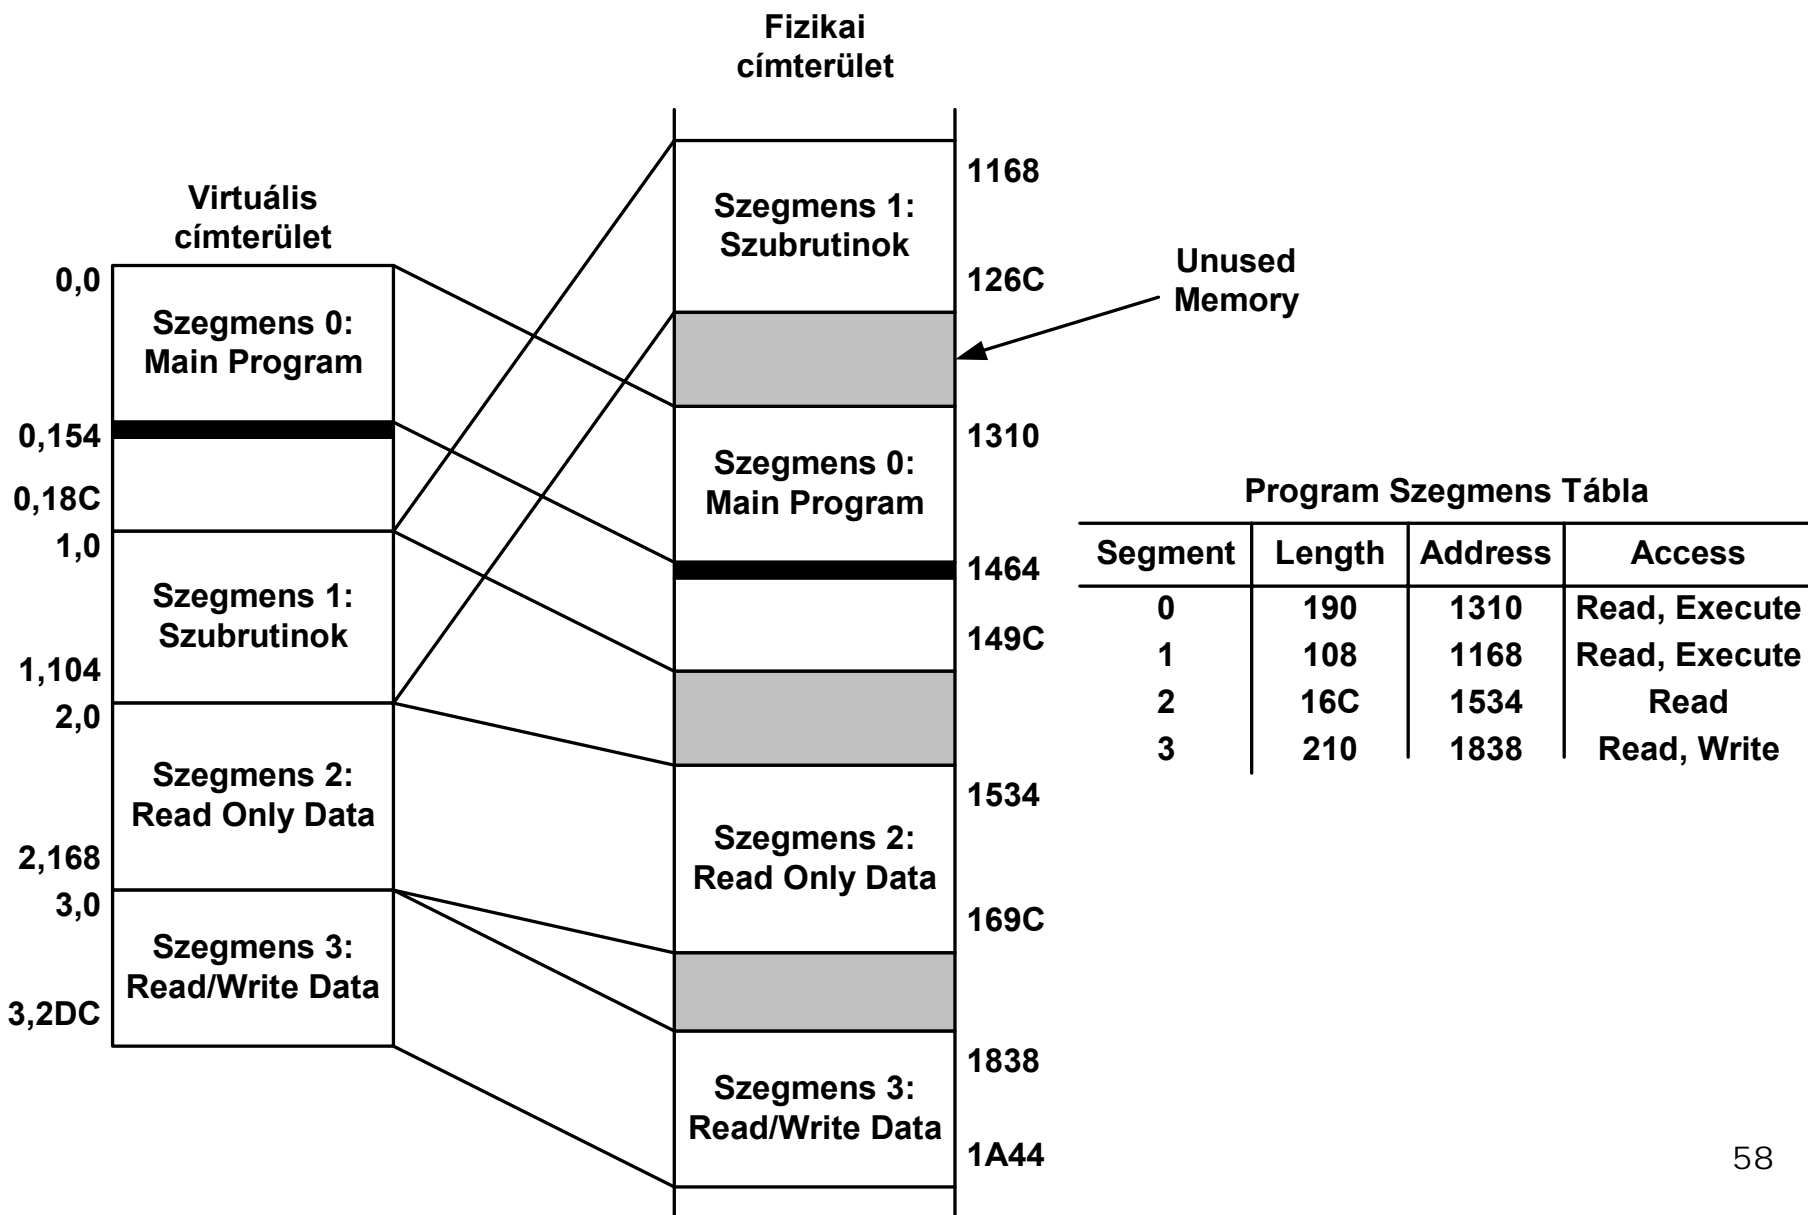 Fizikai
címterület
Virtuális
címterület
0,0
Szegmens 0:
Main Program
0,154
0,18C
1,0
Szegmens 1:
Szubrutinok
1,104
2,0
Szegmens 2:
Read Only Data
2,168
3,0
Szegmens 3:
Read/Write Data
3,2DC
1168
Szegmens 1:
Szubrutinok
126C
Unused
Memory
1310
Szegmens 0:
Main Program
1464
149C
1534
Szegmens 2:
Read Only Data
169C
1838
Szegmens 3:
Read/Write Data
1A44
Program Szegmens Tábla
Segment Length Address Access
0 190 1310 Read, Execute
1 108 1168 Read, Execute
2 16C 1534 Read
3 210 1838 Read, Write
58